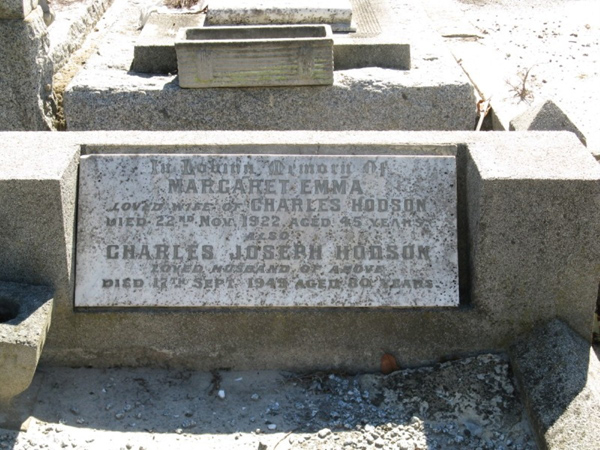 In Loving Memory Of
MARGARET EMMA
LOVED WIFE OF CHARLES HODSON
DIED 22ND NOV. 1922 AGED 45 YEARS
ALSO
CHARLES JOSEPH HODSON
LOVED HUSBAND OF ABOVE
DIED 17TH SEPT. 1949 AGED 80 YEARS